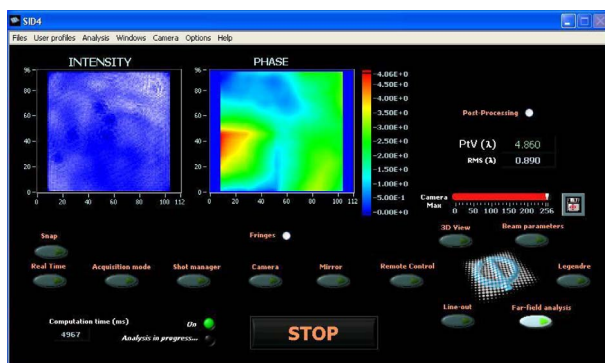 SID4
Files User profiles Analysis Windows Camera Options Help
INTENSITY PHASE
96-
80-
60-
40-
20-
0-
0 20 40 60 80 100 112
96-
80-
60-
40-
20-
0-
0 20 40 60 80 100 112
-4.86E+0
-4.50E+0
-4.00E+0
-3.50E+0
-3.00E+0
-2.50E+0
-2.00E+0
-1.50E+0
-1.00E+0
-5.00E-1
-0.00E+0
Post-Processing
PtV (λ) 4.860
RMS (λ) 0.890
Camera
Max
0 50 100 150 200 256
Snap
Fringes
3D View Beam parameters
Real Time Acquisition mode Shot manager Camera Mirror Remote Control Legendre
Line-out Far-field analysis
Computation time (ms)
4967
On
Analysis in progress...
STOP